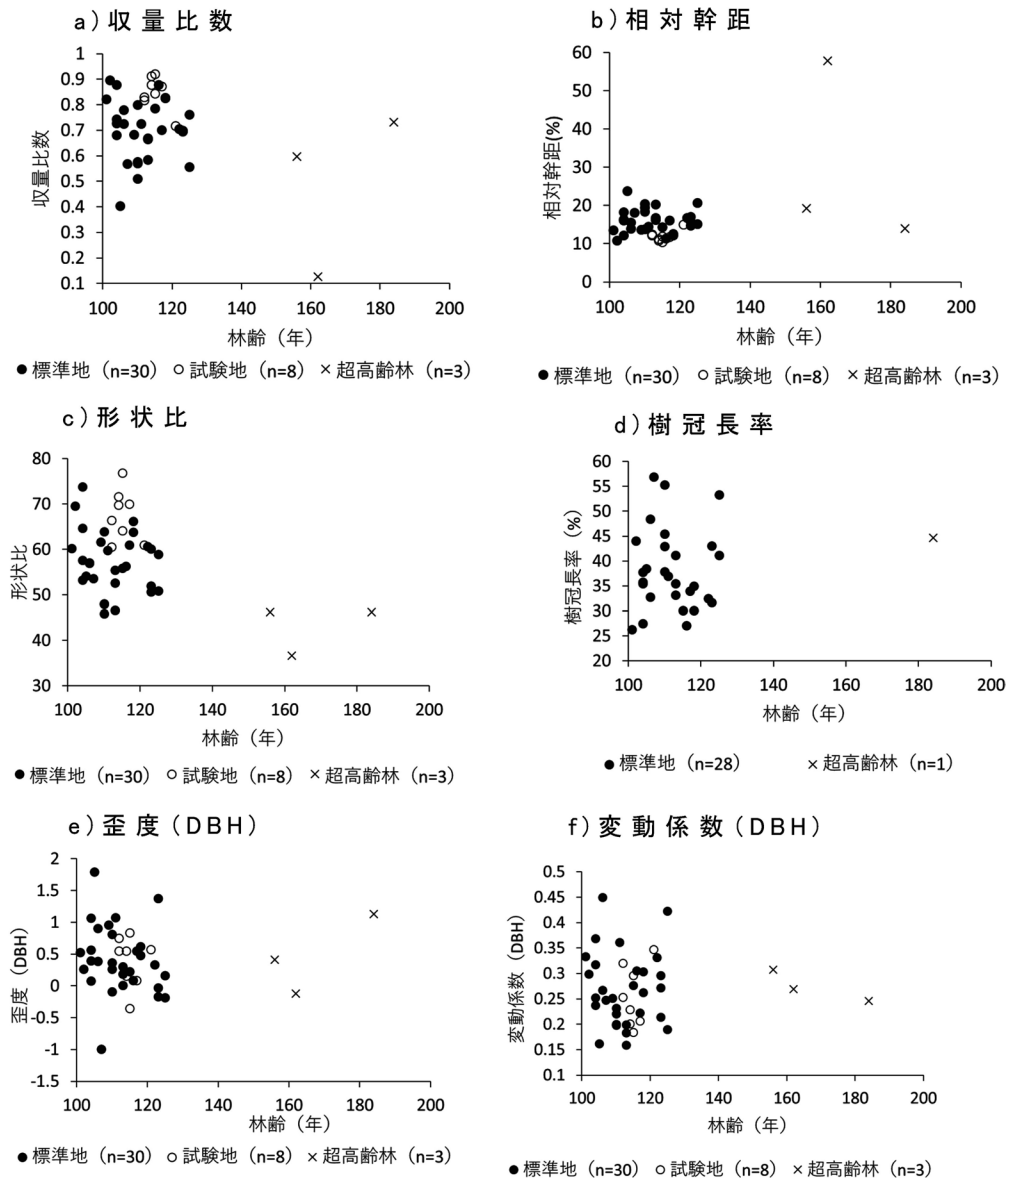 a) 収量比数
1
0.9
0.8
0.7
0.6
0.5
0.4
0.3
0.2
0.1
収量比数
100 120 140 160 180 200
林齢（年）
●標準地（n=30） ○試験地（n=8） ×超高齢林（n=3）
b) 相対幹距
60
50
40
30
20
10
0
相対幹距(%)
100 120 140 160 180 200
林齢（年）
●標準地（n=30） ○試験地（n=8） ×超高齢林（n=3）
c) 形状比
80
70
60
50
40
30
形状比
100 120 140 160 180 200
林齢（年）
●標準地（n=30） ○試験地（n=8） ×超高齢林（n=3）
d) 樹冠長率
60
55
50
45
40
35
30
25
20
樹冠長率（%）
100 120 140 160 180 200
林齢（年）
●標準地（n=28） ×超高齢林（n=1）
e) 歪度（DBH）
2
1.5
1
0.5
0
-0.5
-1
-1.5
歪度（DBH）
100 120 140 160 180 200
林齢（年）
●標準地（n=30） ○試験地（n=8） ×超高齢林（n=3）
f) 変動係数（DBH）
0.5
0.45
0.4
0.35
0.3
0.25
0.2
0.15
0.1
変動係数（DBH）
100 120 140 160 180 200
林齢（年）
●標準地（n=30） ○試験地（n=8） ×超高齢林（n=3）